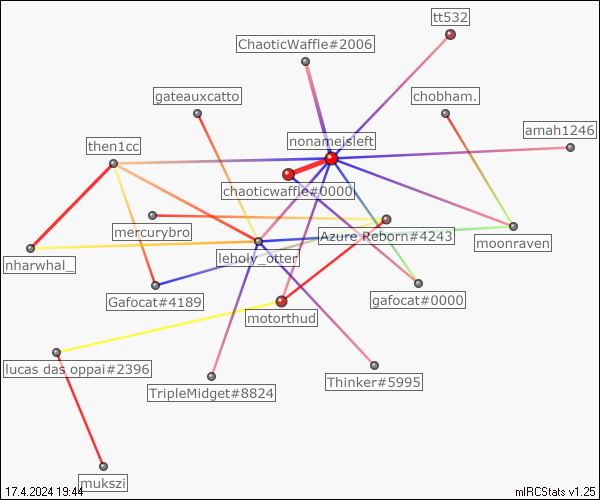 tt532
ChaoticWaffle#2006
gateauxcatto
chobham.
amah1246
nonameisleft
then1cc
chaoticwaffle#0000
mercurybro
Azure Reborn#4243
moonraven
nharwhal_
leholy_otter
Gafocat#4189
gafocat#0000
motorthud
lucas das oppai#2396
TripleMidget#8824
Thinker#5995
mukszi
17.4.2024 19:44
mIRCStats v1.25